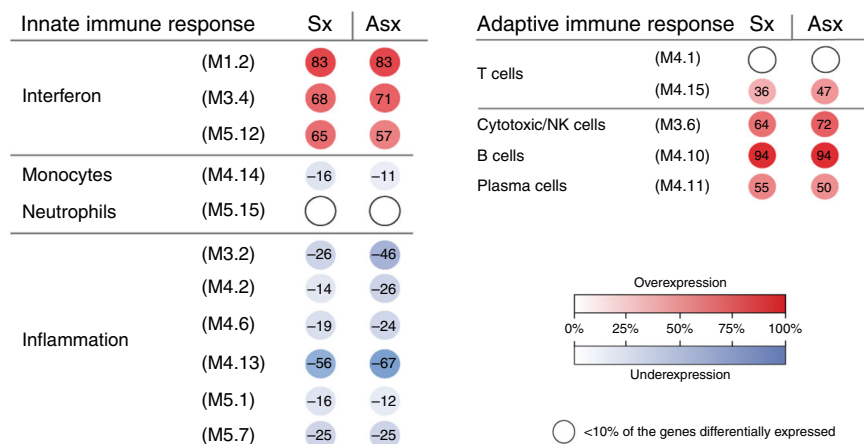 Innate immune response Sx Asx
Interferon
(M1.2) 83 83
(M3.4) 68 71
(M5.12) 65 57
Monocytes (M4.14) −16 −11
Neutrophils (M5.15)
Inflammation
(M3.2) −26 −46
(M4.2) −14 −26
(M4.6) −19 −24
(M4.13) −56 −67
(M5.1) −16 −12
(M5.7) −25 −25
Adaptive immune response Sx Asx
T cells
(M4.1)
(M4.15) 36 47
Cytotoxic/NK cells (M3.6) 64 72
B cells (M4.10) 94 94
Plasma cells (M4.11) 55 50
Overexpression
0% 25% 50% 75% 100%
Underexpression
<10% of the genes differentially expressed